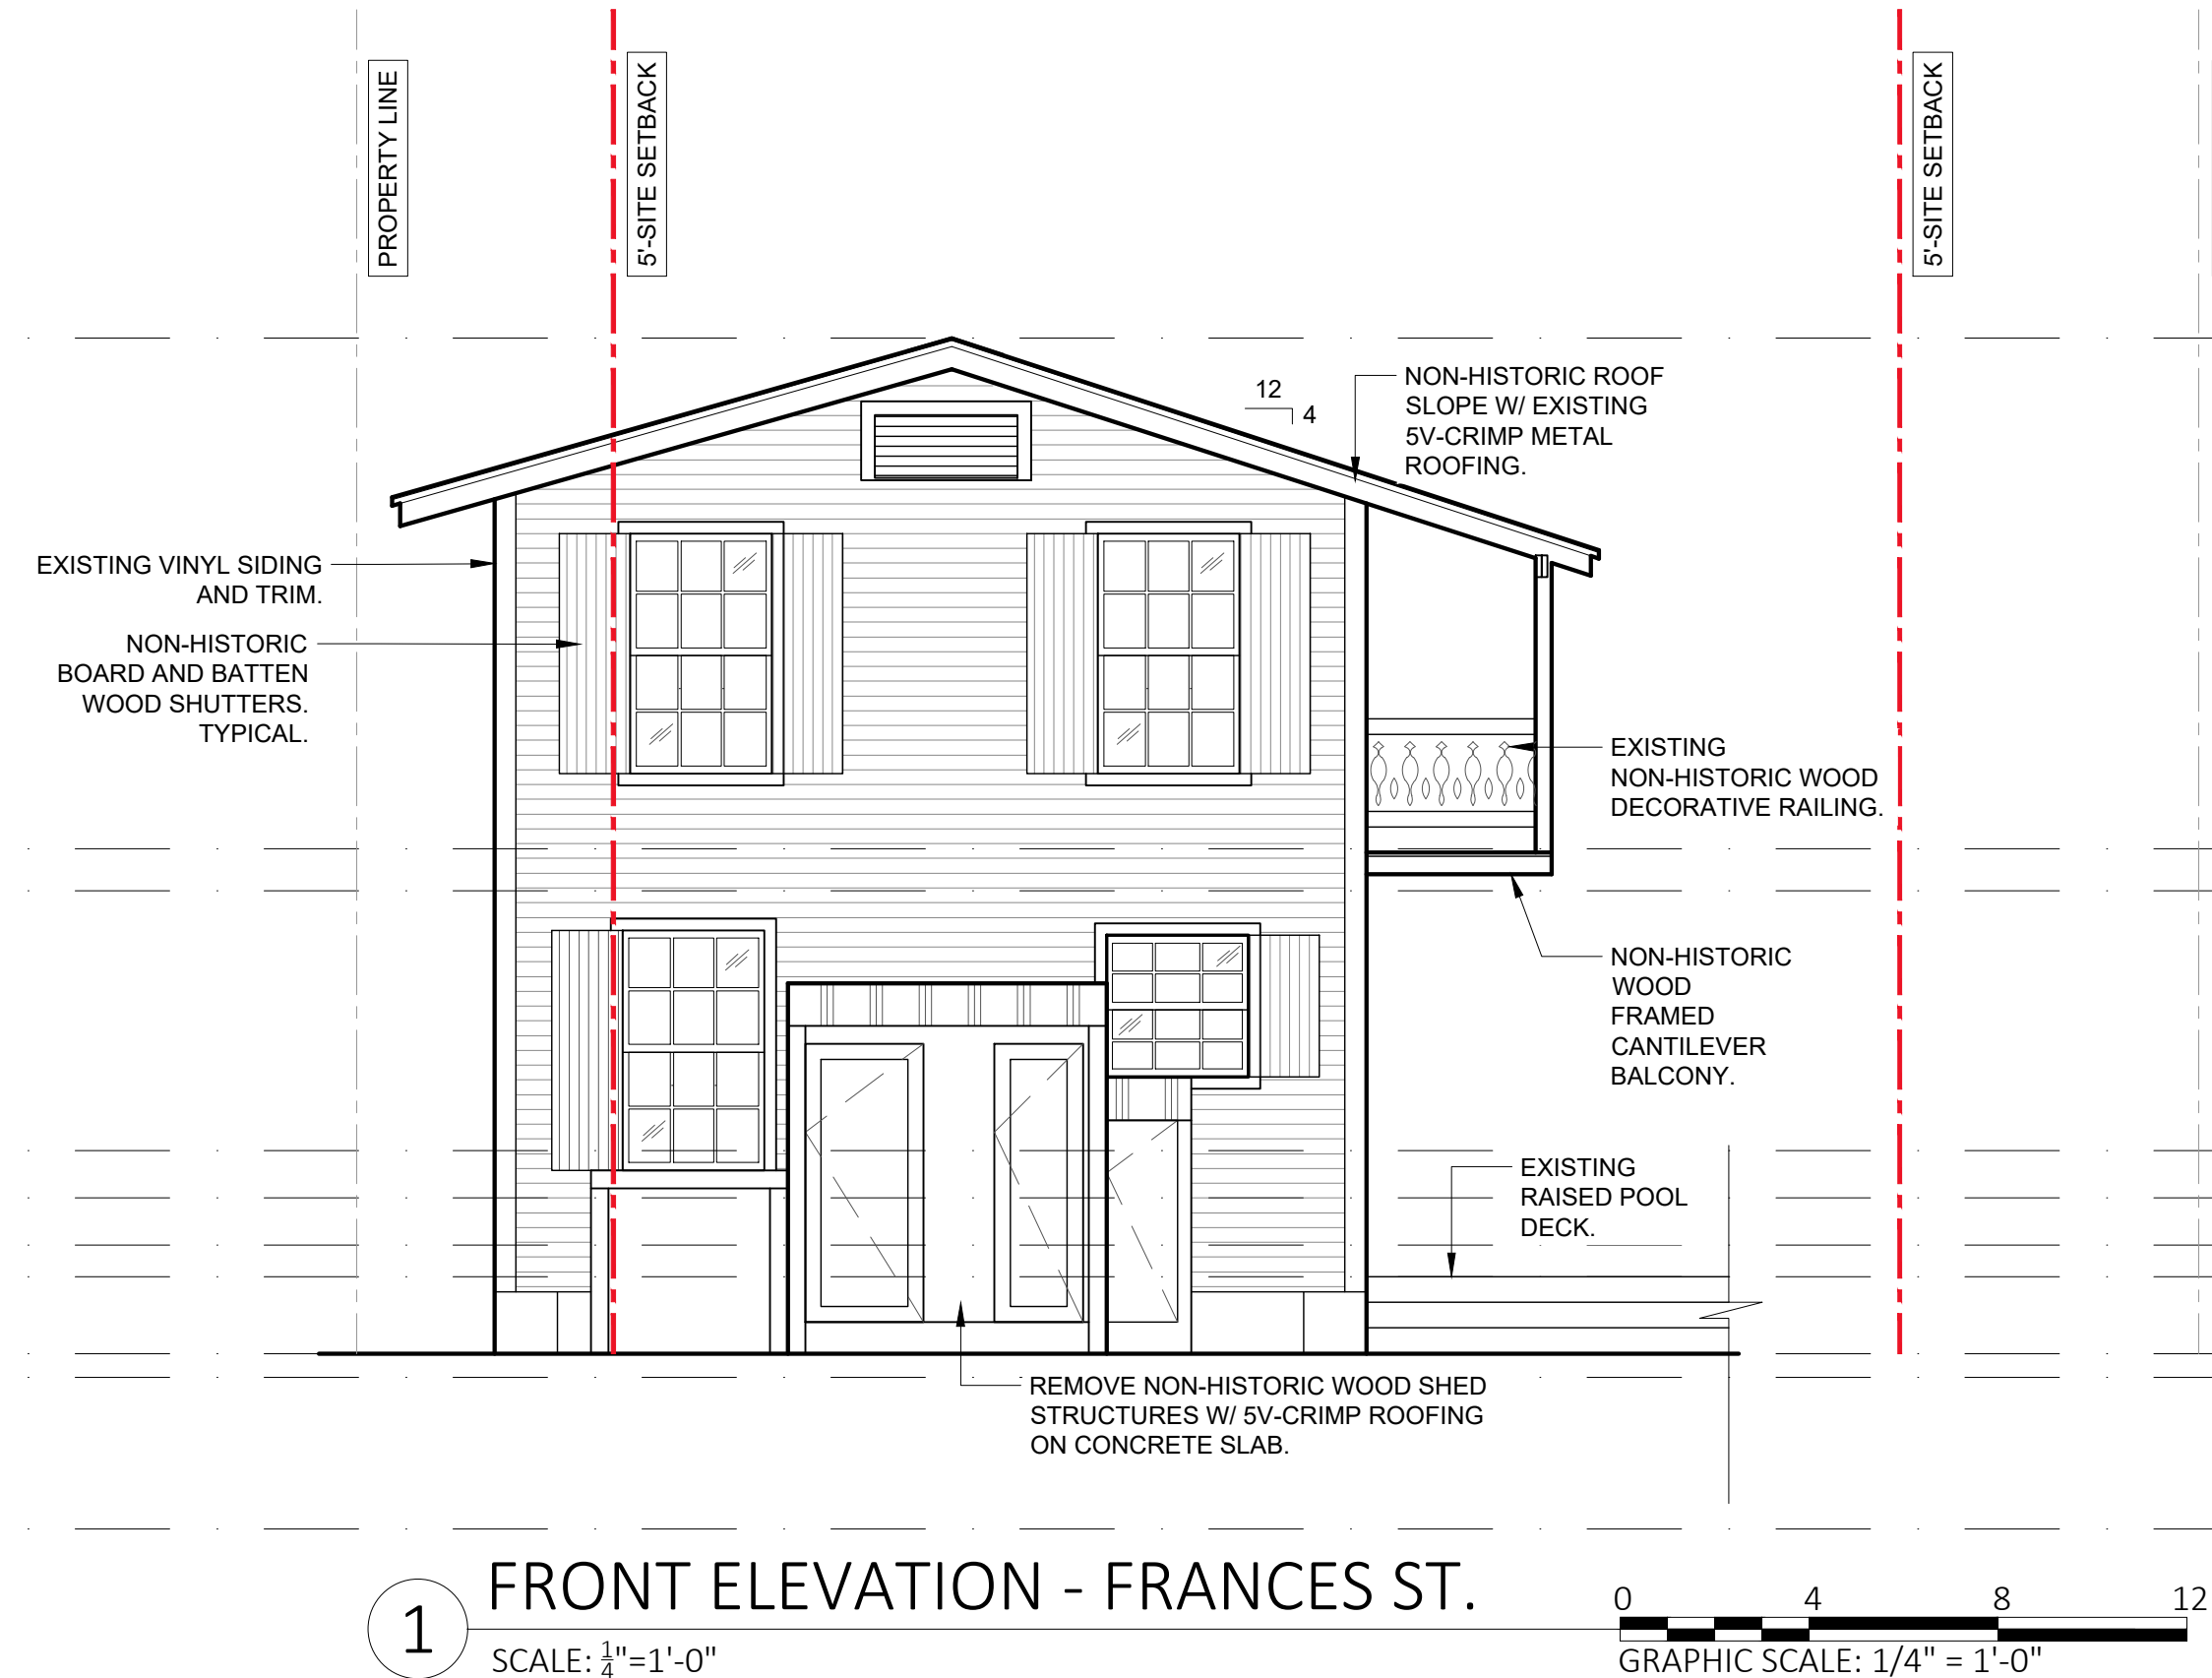 PROPERTY LINE
5'-SITE SETBACK
5'-SITE SETBACK
12
4
NON-HISTORIC ROOF
SLOPE W/ EXISTING
5V-CRIMP METAL
ROOFING.
EXISTING VINYL SIDING
AND TRIM.
NON-HISTORIC
BOARD AND BATTEN
WOOD SHUTTERS.
TYPICAL.
EXISTING
NON-HISTORIC WOOD
DECORATIVE RAILING.
NON-HISTORIC
WOOD
FRAMED
CANTILEVER
BALCONY.
EXISTING
RAISED POOL
DECK.
REMOVE NON-HISTORIC WOOD SHED
STRUCTURES W/ 5V-CRIMP ROOFING
ON CONCRETE SLAB.
1
FRONT ELEVATION - FRANCES ST.
SCALE: 1/4"=1'-0"
0 4 8 12
GRAPHIC SCALE: 1/4" = 1'-0"